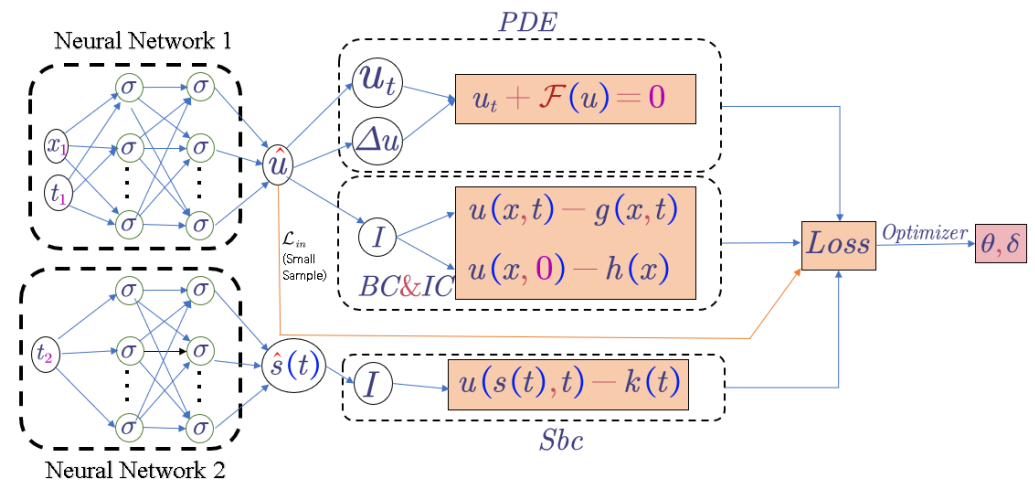 PDE
Neural Network 1
σ σ
x₁
σ σ
t₁
σ σ
û
u_t
Δu
u_t + ℱ(u) = 0
I
u(x,t) − g(x,t)
u(x,0) − h(x)
BC&IC
ℒ_in
(Small
Sample)
Loss
Optimizer
θ,δ
σ σ
t₂
σ σ
σ σ
ŝ(t)
I
u(s(t),t) − k(t)
Sbc
Neural Network 2